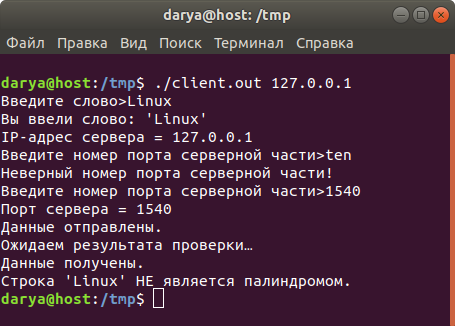 darya@host: /tmp
Файл Правка Вид Поиск Терминал Справка
darya@host:/tmp$ ./client.out 127.0.0.1
Введите слово>Linux
Вы ввели слово: 'Linux'
IP-адрес сервера = 127.0.0.1
Введите номер порта серверной части>ten
Неверный номер порта серверной части!
Введите номер порта серверной части>1540
Порт сервера = 1540
Данные отправлены.
Ожидаем результата проверки…
Данные получены.
Строка 'Linux' НЕ является палиндромом.
darya@host:/tmp$